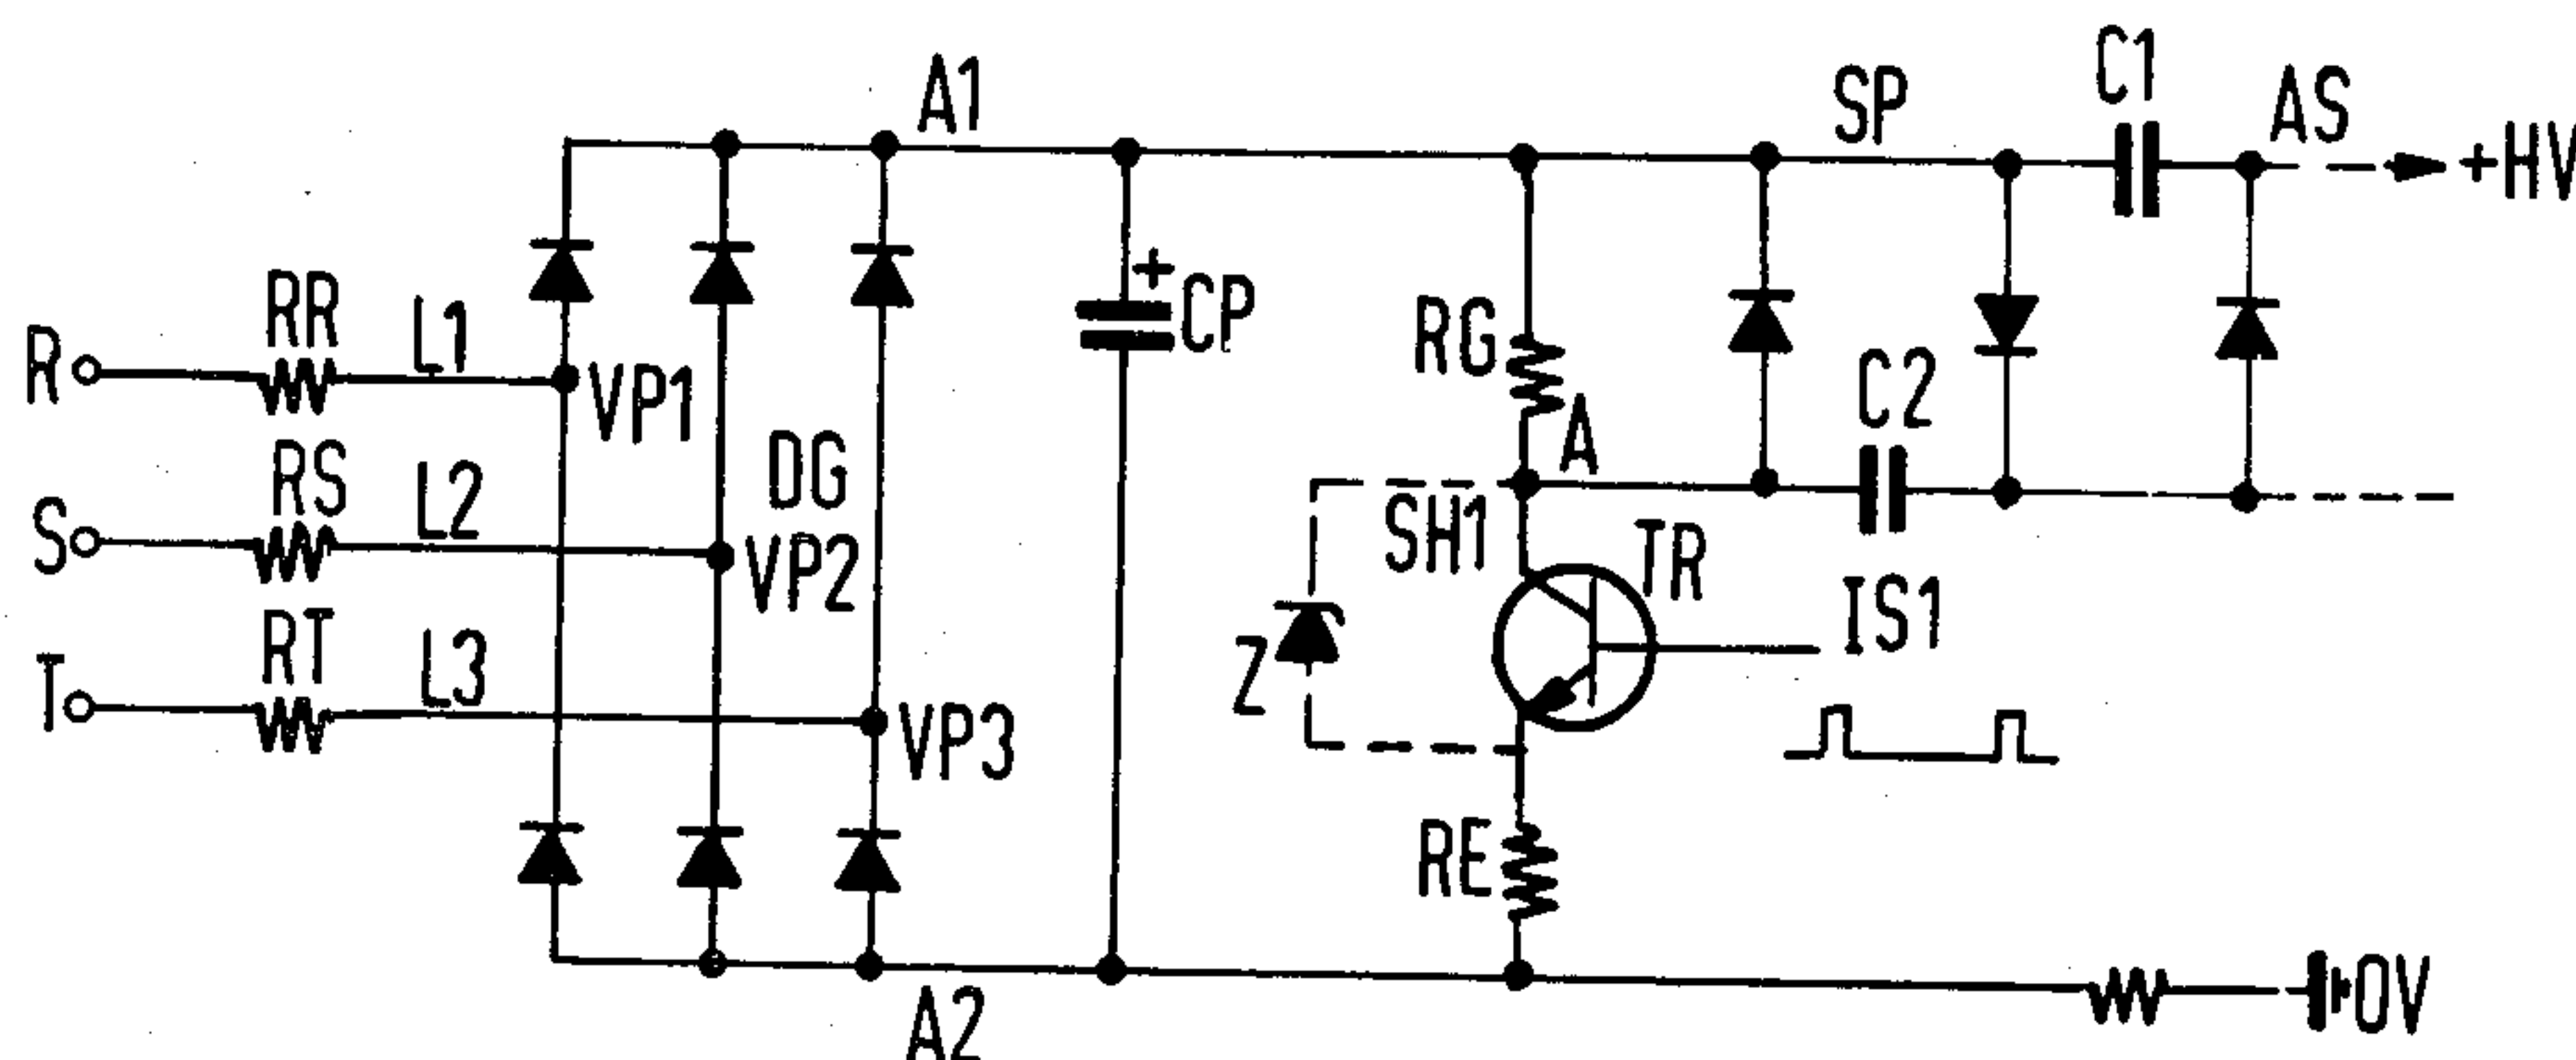 A1
SP
C1
AS
+HV
R
RR
L1
VP1
+
CP
RG
A
C2
S
RS
L2
DG
VP2
SH1
TR
IS1
T
RT
L3
VP3
Z
RE
A2
0V